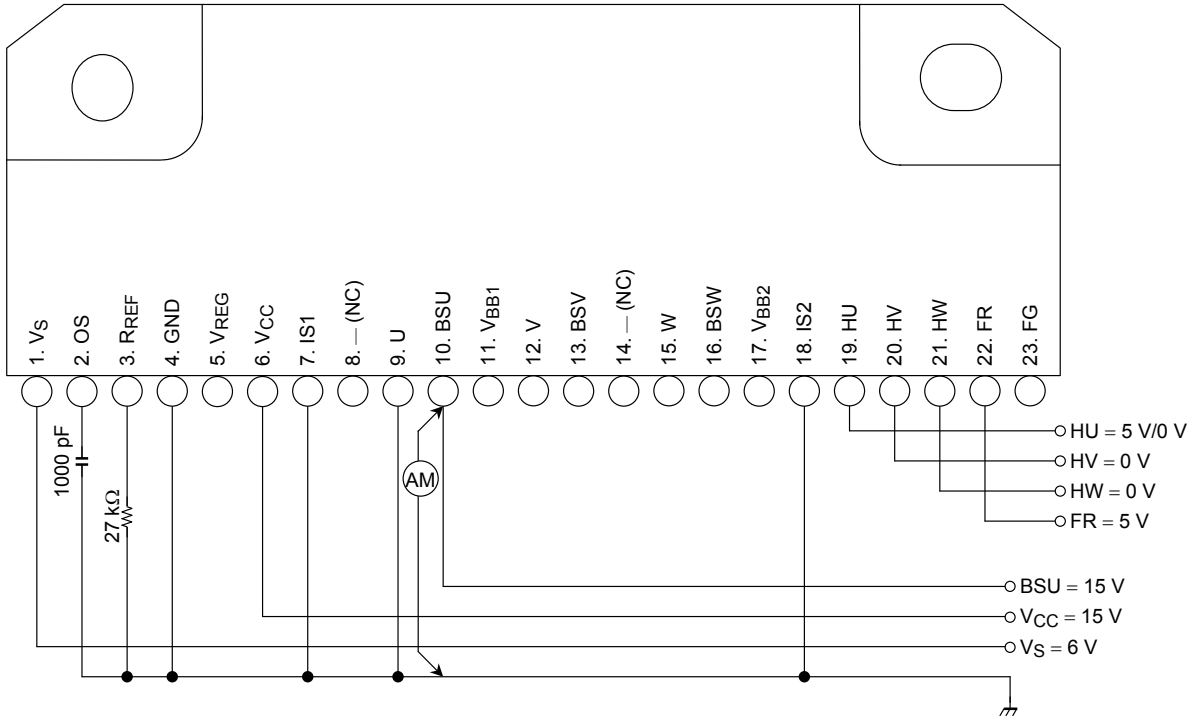 1. VS
2. OS
3. RREF
4. GND
5. VREG
6. VCC
7. IS1
8. — (NC)
9. U
10. BSU
11. VBB1
12. V
13. BSV
14. — (NC)
15. W
16. BSW
17. VBB2
18. IS2
19. HU
20. HV
21. HW
22. FR
23. FG
1000 pF
27 kΩ
AM
HU = 5 V/0 V
HV = 0 V
HW = 0 V
FR = 5 V
BSU = 15 V
VCC = 15 V
VS = 6 V